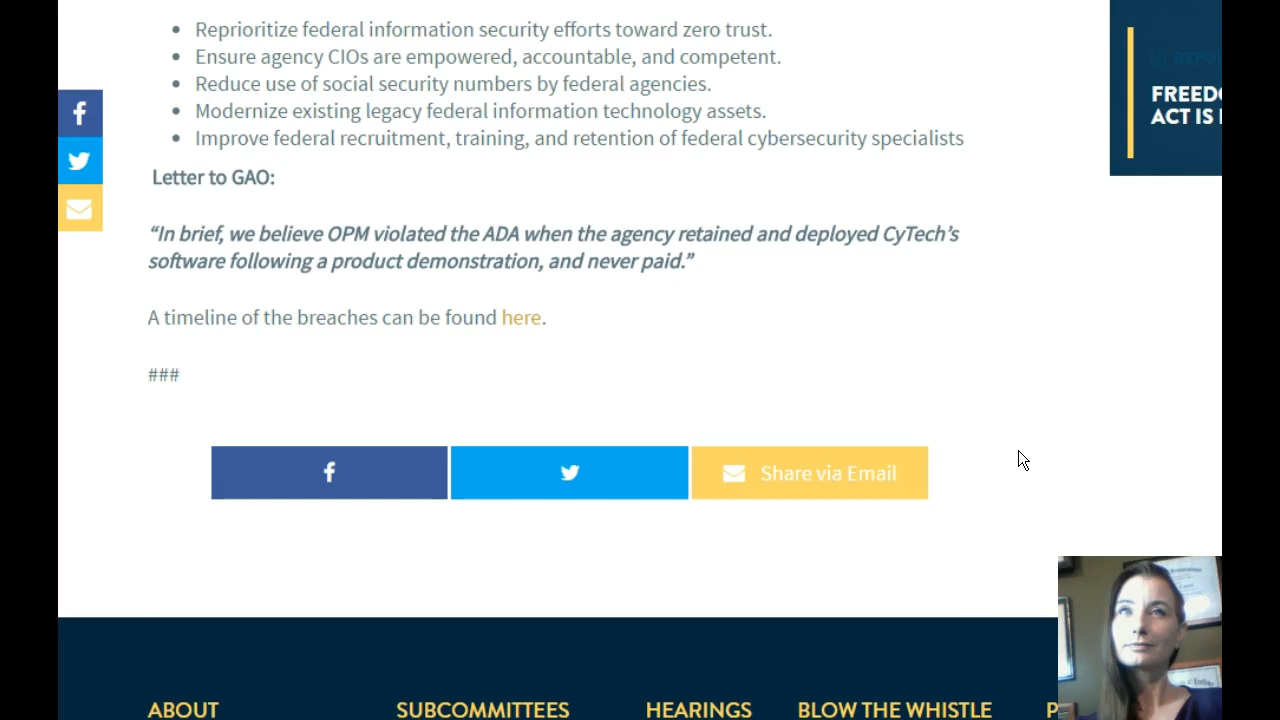 Reprioritize federal information security efforts toward zero trust.
Ensure agency CIOs are empowered, accountable, and competent.
Reduce use of social security numbers by federal agencies.
Modernize existing legacy federal information technology assets.
Improve federal recruitment, training, and retention of federal cybersecurity specialists
Letter to GAO:
“In brief, we believe OPM violated the ADA when the agency retained and deployed CyTech’s
software following a product demonstration, and never paid.”
A timeline of the breaches can be found here.
###
Share via Email
ABOUT SUBCOMMITTEES HEARINGS BLOW THE WHISTLE P
REPO
FREED
ACT IS